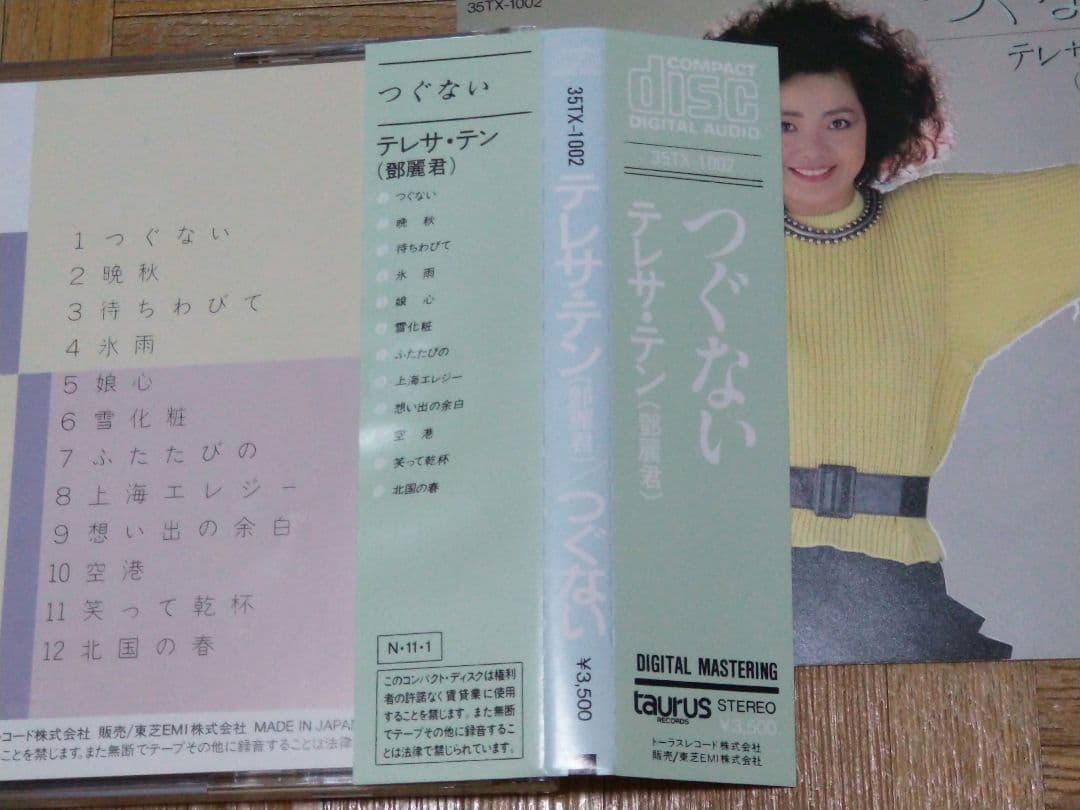 1 つぐない
2 晩秋
3 待ちわびて
4 氷雨
5 娘心
6 雪化粧
7 ふたたびの
8 上海エレジー
9 想い出の余白
10 空港
11 笑って乾杯
12 北国の春
コード株式会社 販売/東芝EMI株式会社 MADE IN JAPAN
ことを禁じます。また無断でテープその他に録音することは法律
つぐない
テレサ・テン
(鄧麗君)
つぐない
晩秋
待ちわびて
氷雨
娘心
雪化粧
ふたたびの
上海エレジー
想い出の余白
空港
笑って乾杯
北国の春
N・11・1
このコンパクト・ディスクは権利
者の許諾なく賃貸業に使用
することを禁じます。また無断
でテープその他に録音するこ
とは法律で禁じられています。
35TX-1002 テレサ・テン(鄧麗君)/つぐない ¥3,500
COMPACT
disc
DIGITAL AUDIO
35TX-1002
つぐない
テレサ・テン(鄧麗君)
DIGITAL MASTERING
taurus
RECORDS
STEREO
¥3,500
トーラスレコード株式会社
販売/東芝EMI株式会社
35TX-1002
つぐな
テレサ